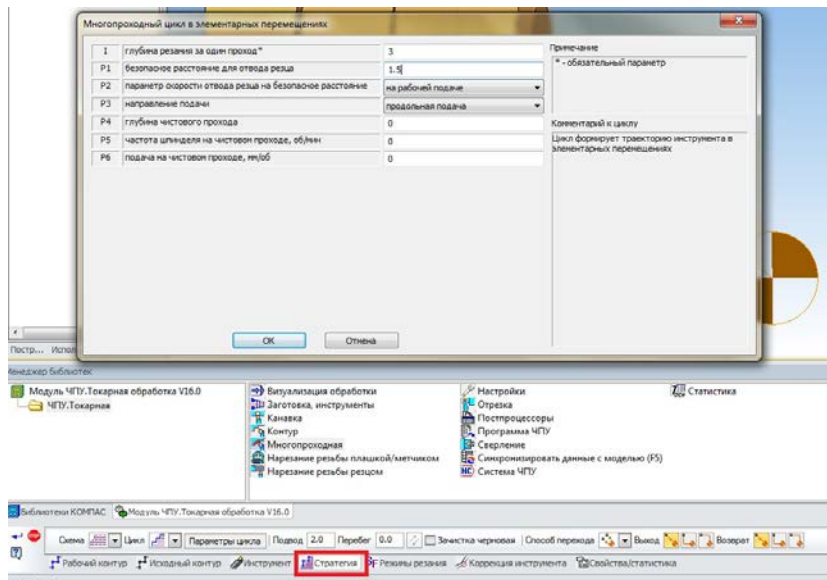 Многопроходный цикл в элементарных перемещениях
I глубина резания за один проход* 3
P1 безопасное расстояние для отвода резца 1.5
P2 параметр скорости отвода резца на безопасное расстояние на рабочей подаче
P3 направление подачи продольная подача
P4 глубина чистового прохода 0
P5 частота шпинделя на чистовом проходе, об/мин 0
P6 подача на чистовом проходе, мм/об 0
Примечание
* - обязательный параметр
Комментарий к циклу
Цикл формирует траекторию инструмента в
элементарных перемещениях
OK Отмена
Постр... Испол
Менеджер библиотек
Модуль ЧПУ.Токарная обработка V16.0
ЧПУ.Токарная
Визуализация обработки
Заготовка, инструменты
Канавка
Контур
Многопроходная
Нарезание резьбы плашкой/метчиком
Нарезание резьбы резцом
Настройки
Отрезка
Постпроцессоры
Программа ЧПУ
Сверление
Синхронизировать данные с моделью (F5)
NC Система ЧПУ
Статистика
Библиотеки КОМПАС Модуль ЧПУ.Токарная обработка V16.0
STOP Схема Цикл Параметры цикла Подвод 2.0 Перебег 0.0 Зачистка черновая Способ перехода Выход Возврат
Рабочий контур Исходный контур Инструмент Стратегия SF Режимы резания Коррекция инструмента Свойства/статистика